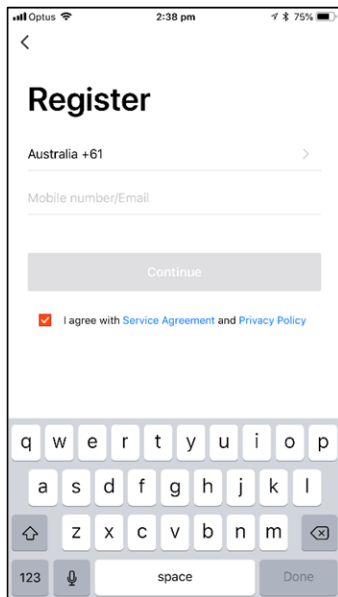 Optus 2:38 pm 75%
Register
Australia +61
Mobile number/Email
Continue
I agree with Service Agreement and Privacy Policy
q w e r t y u i o p
a s d f g h j k l
z x c v b n m
123 space Done